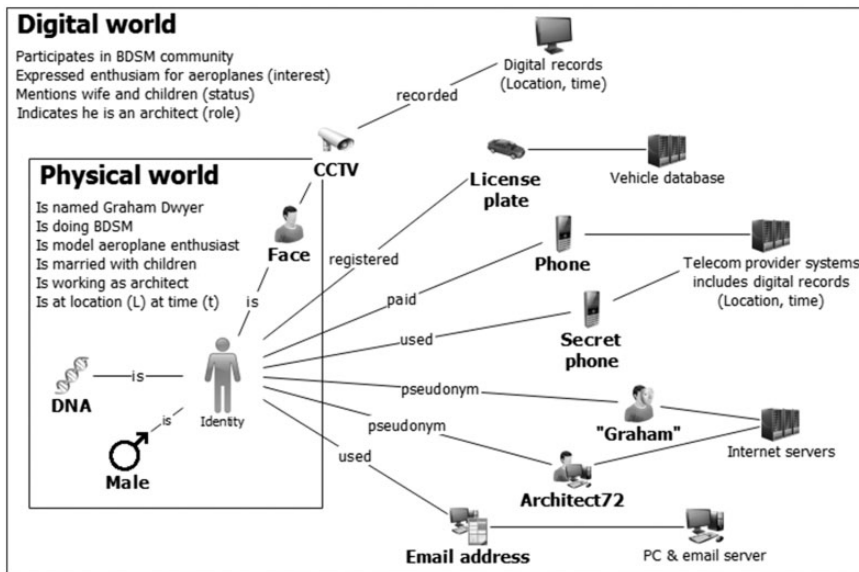 Digital world
Participates in BDSM community
Expressed enthusiam for aeroplanes (interest)
Mentions wife and children (status)
Indicates he is an architect (role)
Digital records
(Location, time)
recorded
CCTV
Physical world
Is named Graham Dwyer
Is doing BDSM
Is model aeroplane enthusiast
Is married with children
Is working as architect
Is at location (L) at time (t)
Face
is
License
plate
Vehicle database
registered
Phone
paid
Telecom provider systems
includes digital records
(Location, time)
used
Secret
phone
DNA
is
Identity
is
Male
pseudonym
"Graham"
pseudonym
Internet servers
Architect72
used
Email address
PC & email server